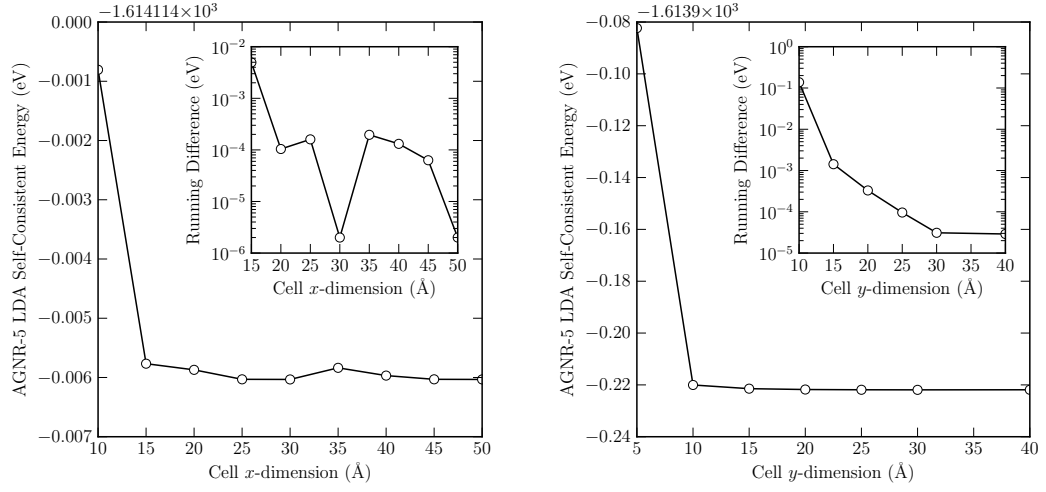 −1.614114×10³
0.000
−0.001
−0.002
−0.003
−0.004
−0.005
−0.006
−0.007
10 15 20 25 30 35 40 45 50
Cell x-dimension (Å)
AGNR-5 LDA Self-Consistent Energy (eV)
10⁻²
10⁻³
10⁻⁴
10⁻⁵
10⁻⁶
15 20 25 30 35 40 45 50
Cell x-dimension (Å)
Running Difference (eV)
−1.6139×10³
−0.08
−0.10
−0.12
−0.14
−0.16
−0.18
−0.20
−0.22
−0.24
5 10 15 20 25 30 35 40
Cell y-dimension (Å)
AGNR-5 LDA Self-Consistent Energy (eV)
10⁰
10⁻¹
10⁻²
10⁻³
10⁻⁴
10⁻⁵
10 15 20 25 30 35 40
Cell y-dimension (Å)
Running Difference (eV)